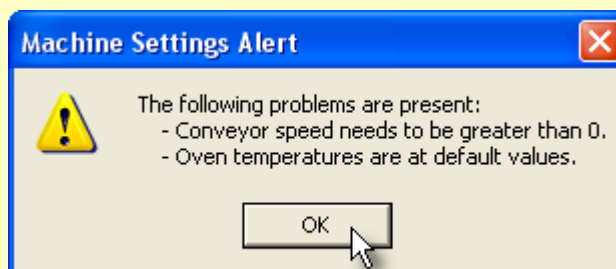 Machine Settings Alert
The following problems are present:
- Conveyor speed needs to be greater than 0.
- Oven temperatures are at default values.
OK